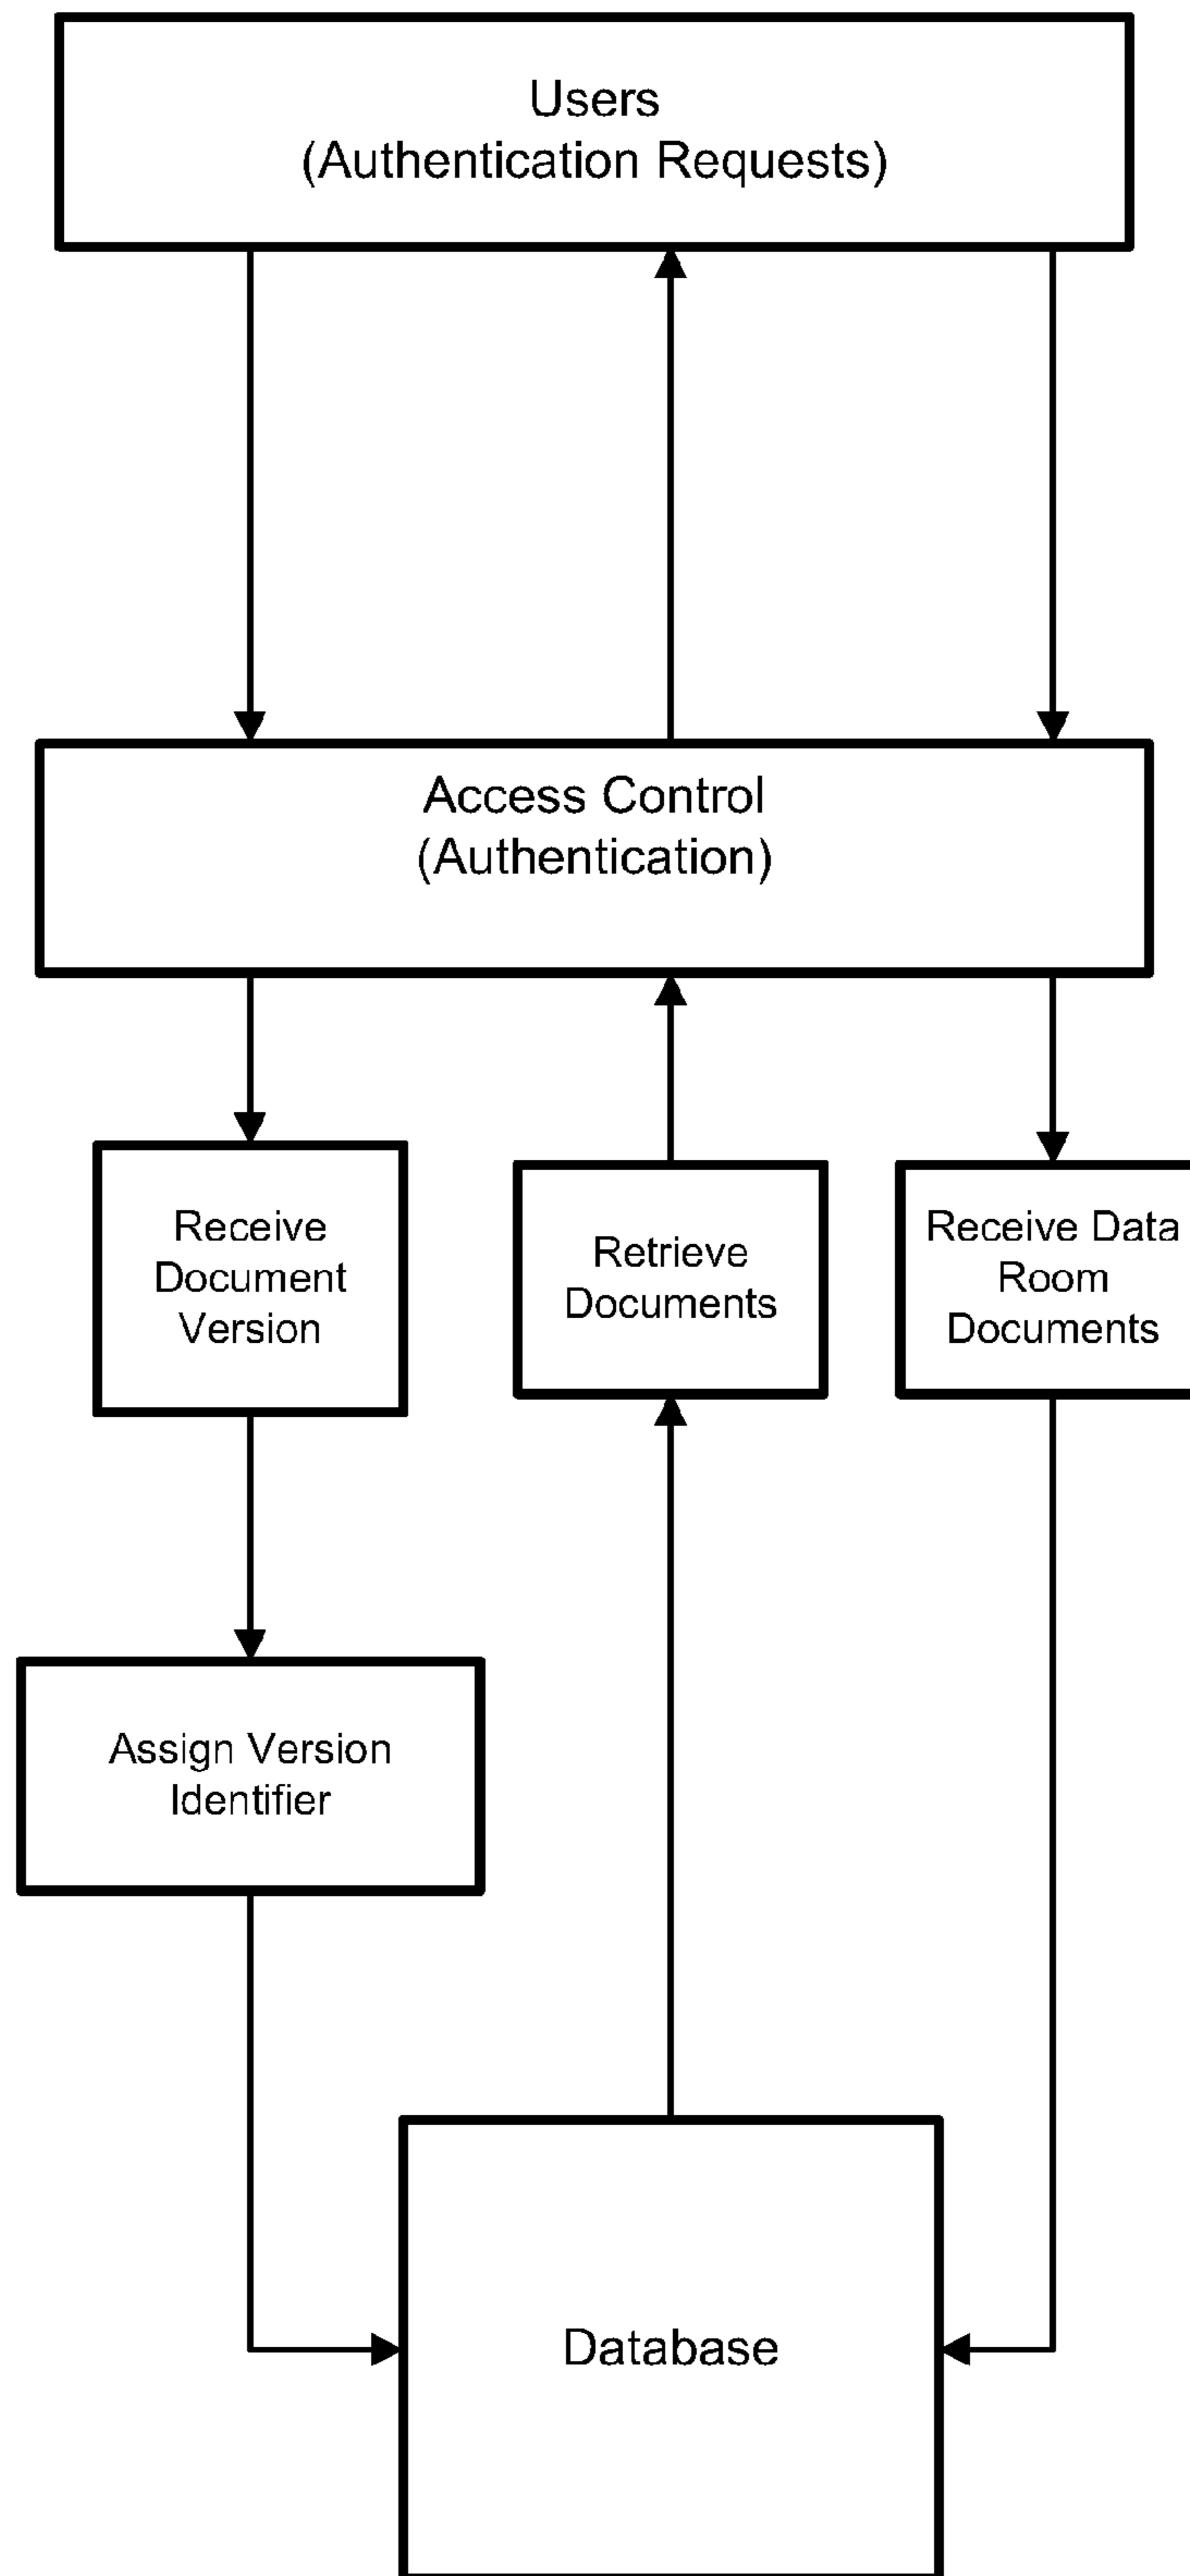 Users
(Authentication Requests)
Access Control
(Authentication)
Receive
Document
Version
Retrieve
Documents
Receive Data
Room
Documents
Assign Version
Identifier
Database